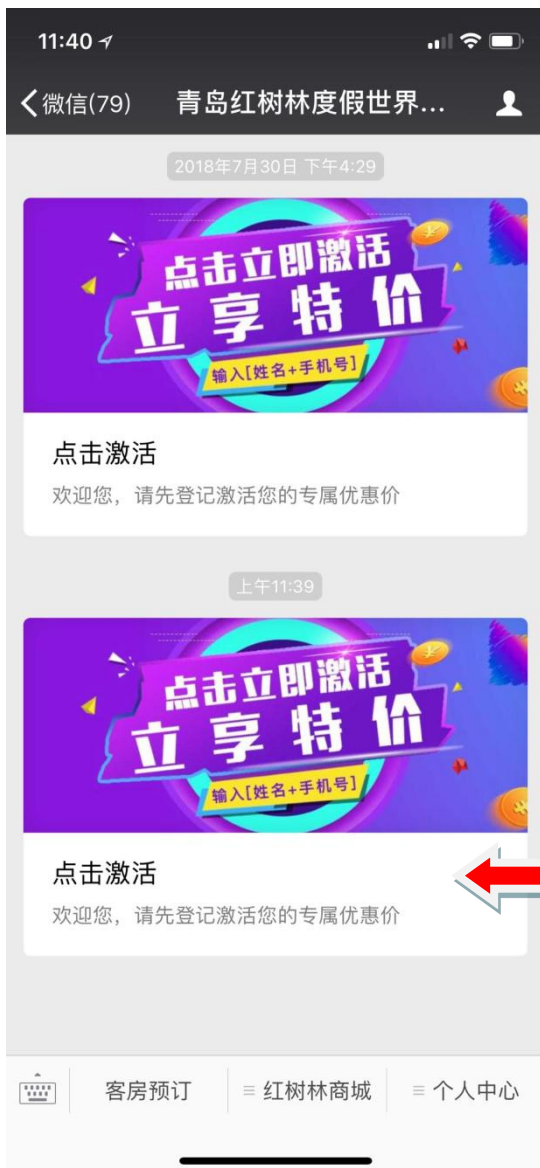 11:40
微信(79)
青岛红树林度假世界...
2018年7月30日 下午4:29
点击立即激活
立享特价
输入[姓名+手机号]
点击激活
欢迎您，请先登记激活您的专属优惠价
上午11:39
点击立即激活
立享特价
输入[姓名+手机号]
点击激活
欢迎您，请先登记激活您的专属优惠价
客房预订
红树林商城
个人中心